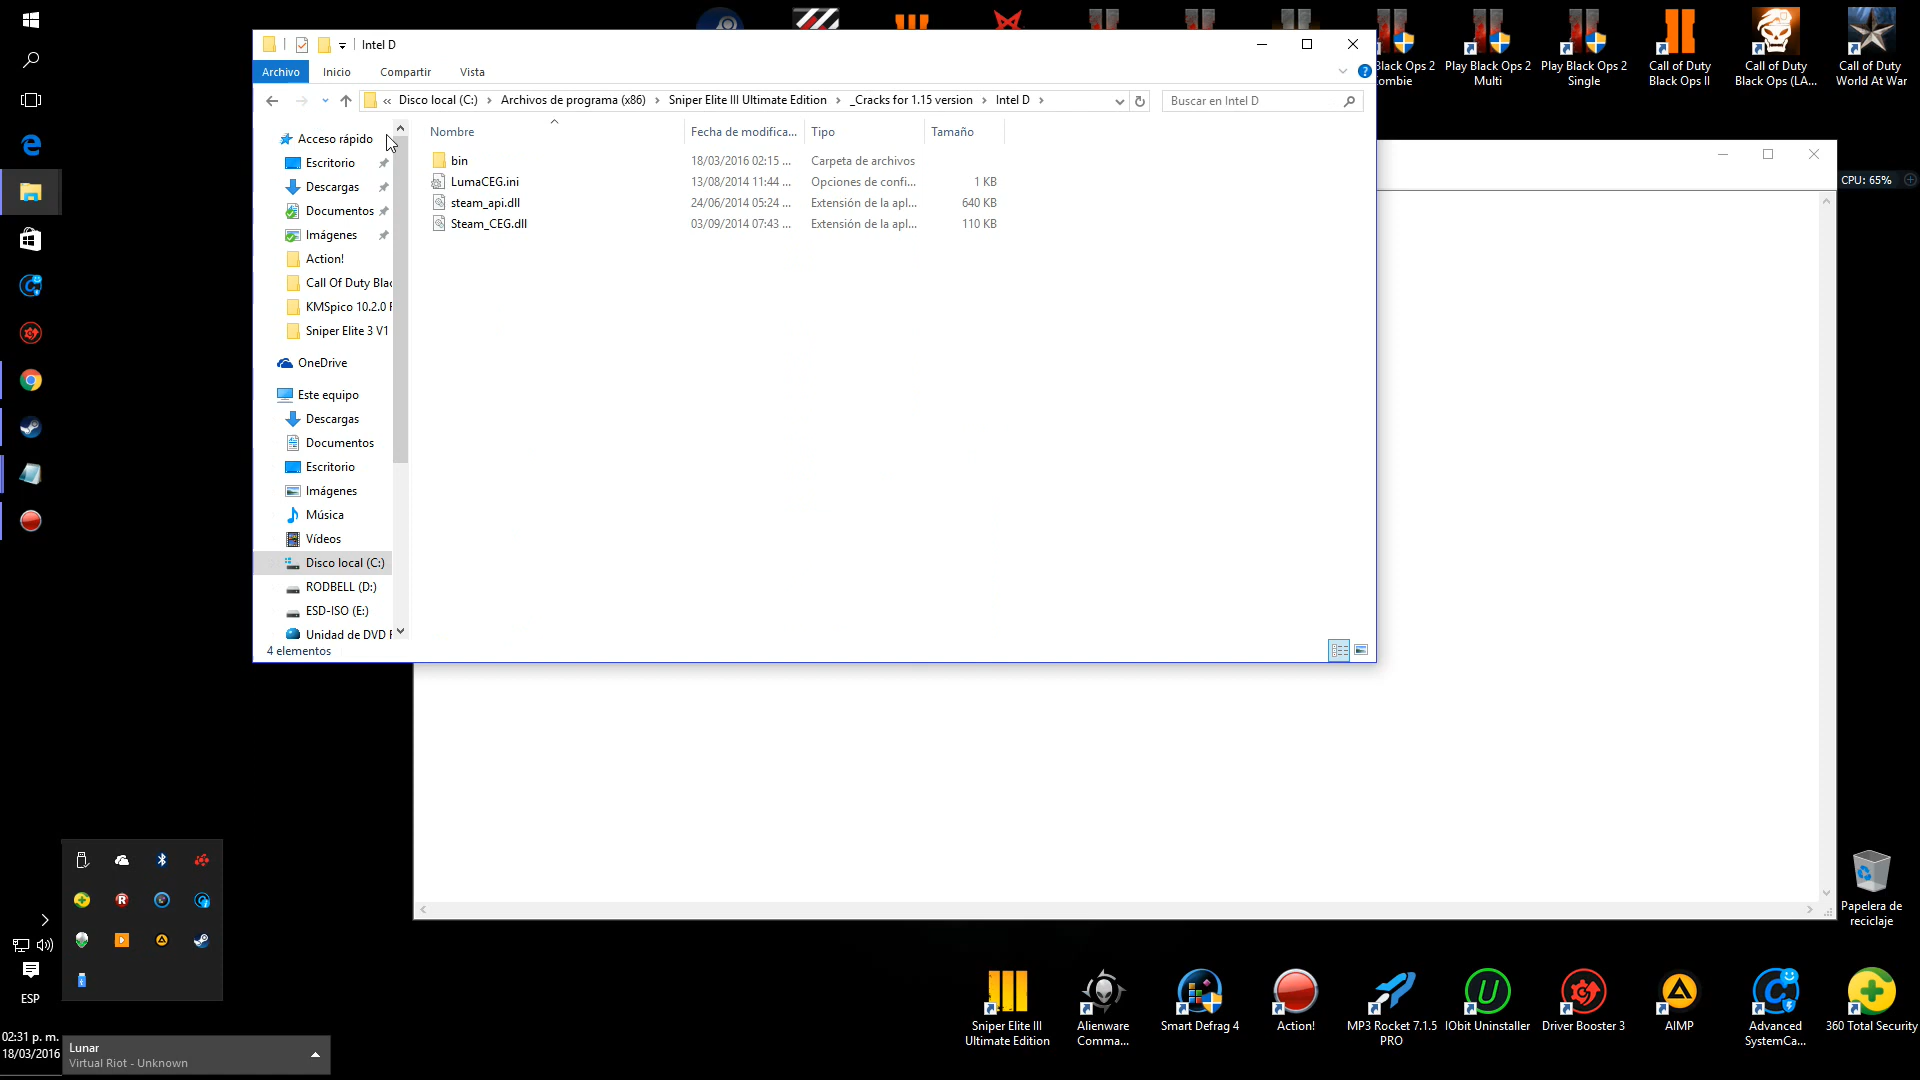 Intel D
Archivo
Inicio
Compartir
Vista
«
Disco local (C:)
Archivos de programa (x86)
Sniper Elite III Ultimate Edition
_Cracks for 1.15 version
Intel D
Buscar en Intel D
Nombre
Fecha de modifica...
Tipo
Tamaño
bin
18/03/2016 02:15 ...
Carpeta de archivos
LumaCEG.ini
13/08/2014 11:44 ...
Opciones de confi...
1 KB
steam_api.dll
24/06/2014 05:24 ...
Extensión de la apl...
640 KB
Steam_CEG.dll
03/09/2014 07:43 ...
Extensión de la apl...
110 KB
Acceso rápido
Escritorio
Descargas
Documentos
Imágenes
Action!
Call Of Duty Blac
KMSpico 10.2.0 F
Sniper Elite 3 V1
OneDrive
Este equipo
Descargas
Documentos
Escritorio
Imágenes
Música
Vídeos
Disco local (C:)
RODBELL (D:)
ESD-ISO (E:)
Unidad de DVD
4 elementos
Black Ops 2
Play Black Ops 2
Multi
Play Black Ops 2
Single
Call of Duty
Black Ops II
Call of Duty
Black Ops (LA...
Call of Duty
World At War
CPU: 65%
Papelera de
reciclaje
Sniper Elite III
Ultimate Edition
Alienware
Comma...
Smart Defrag 4
Action!
MP3 Rocket 7.1.5
PRO
IObit Uninstaller
Driver Booster 3
AIMP
Advanced
SystemCa...
360 Total Security
ESP
02:31 p. m.
18/03/2016
Lunar
Virtual Riot - Unknown